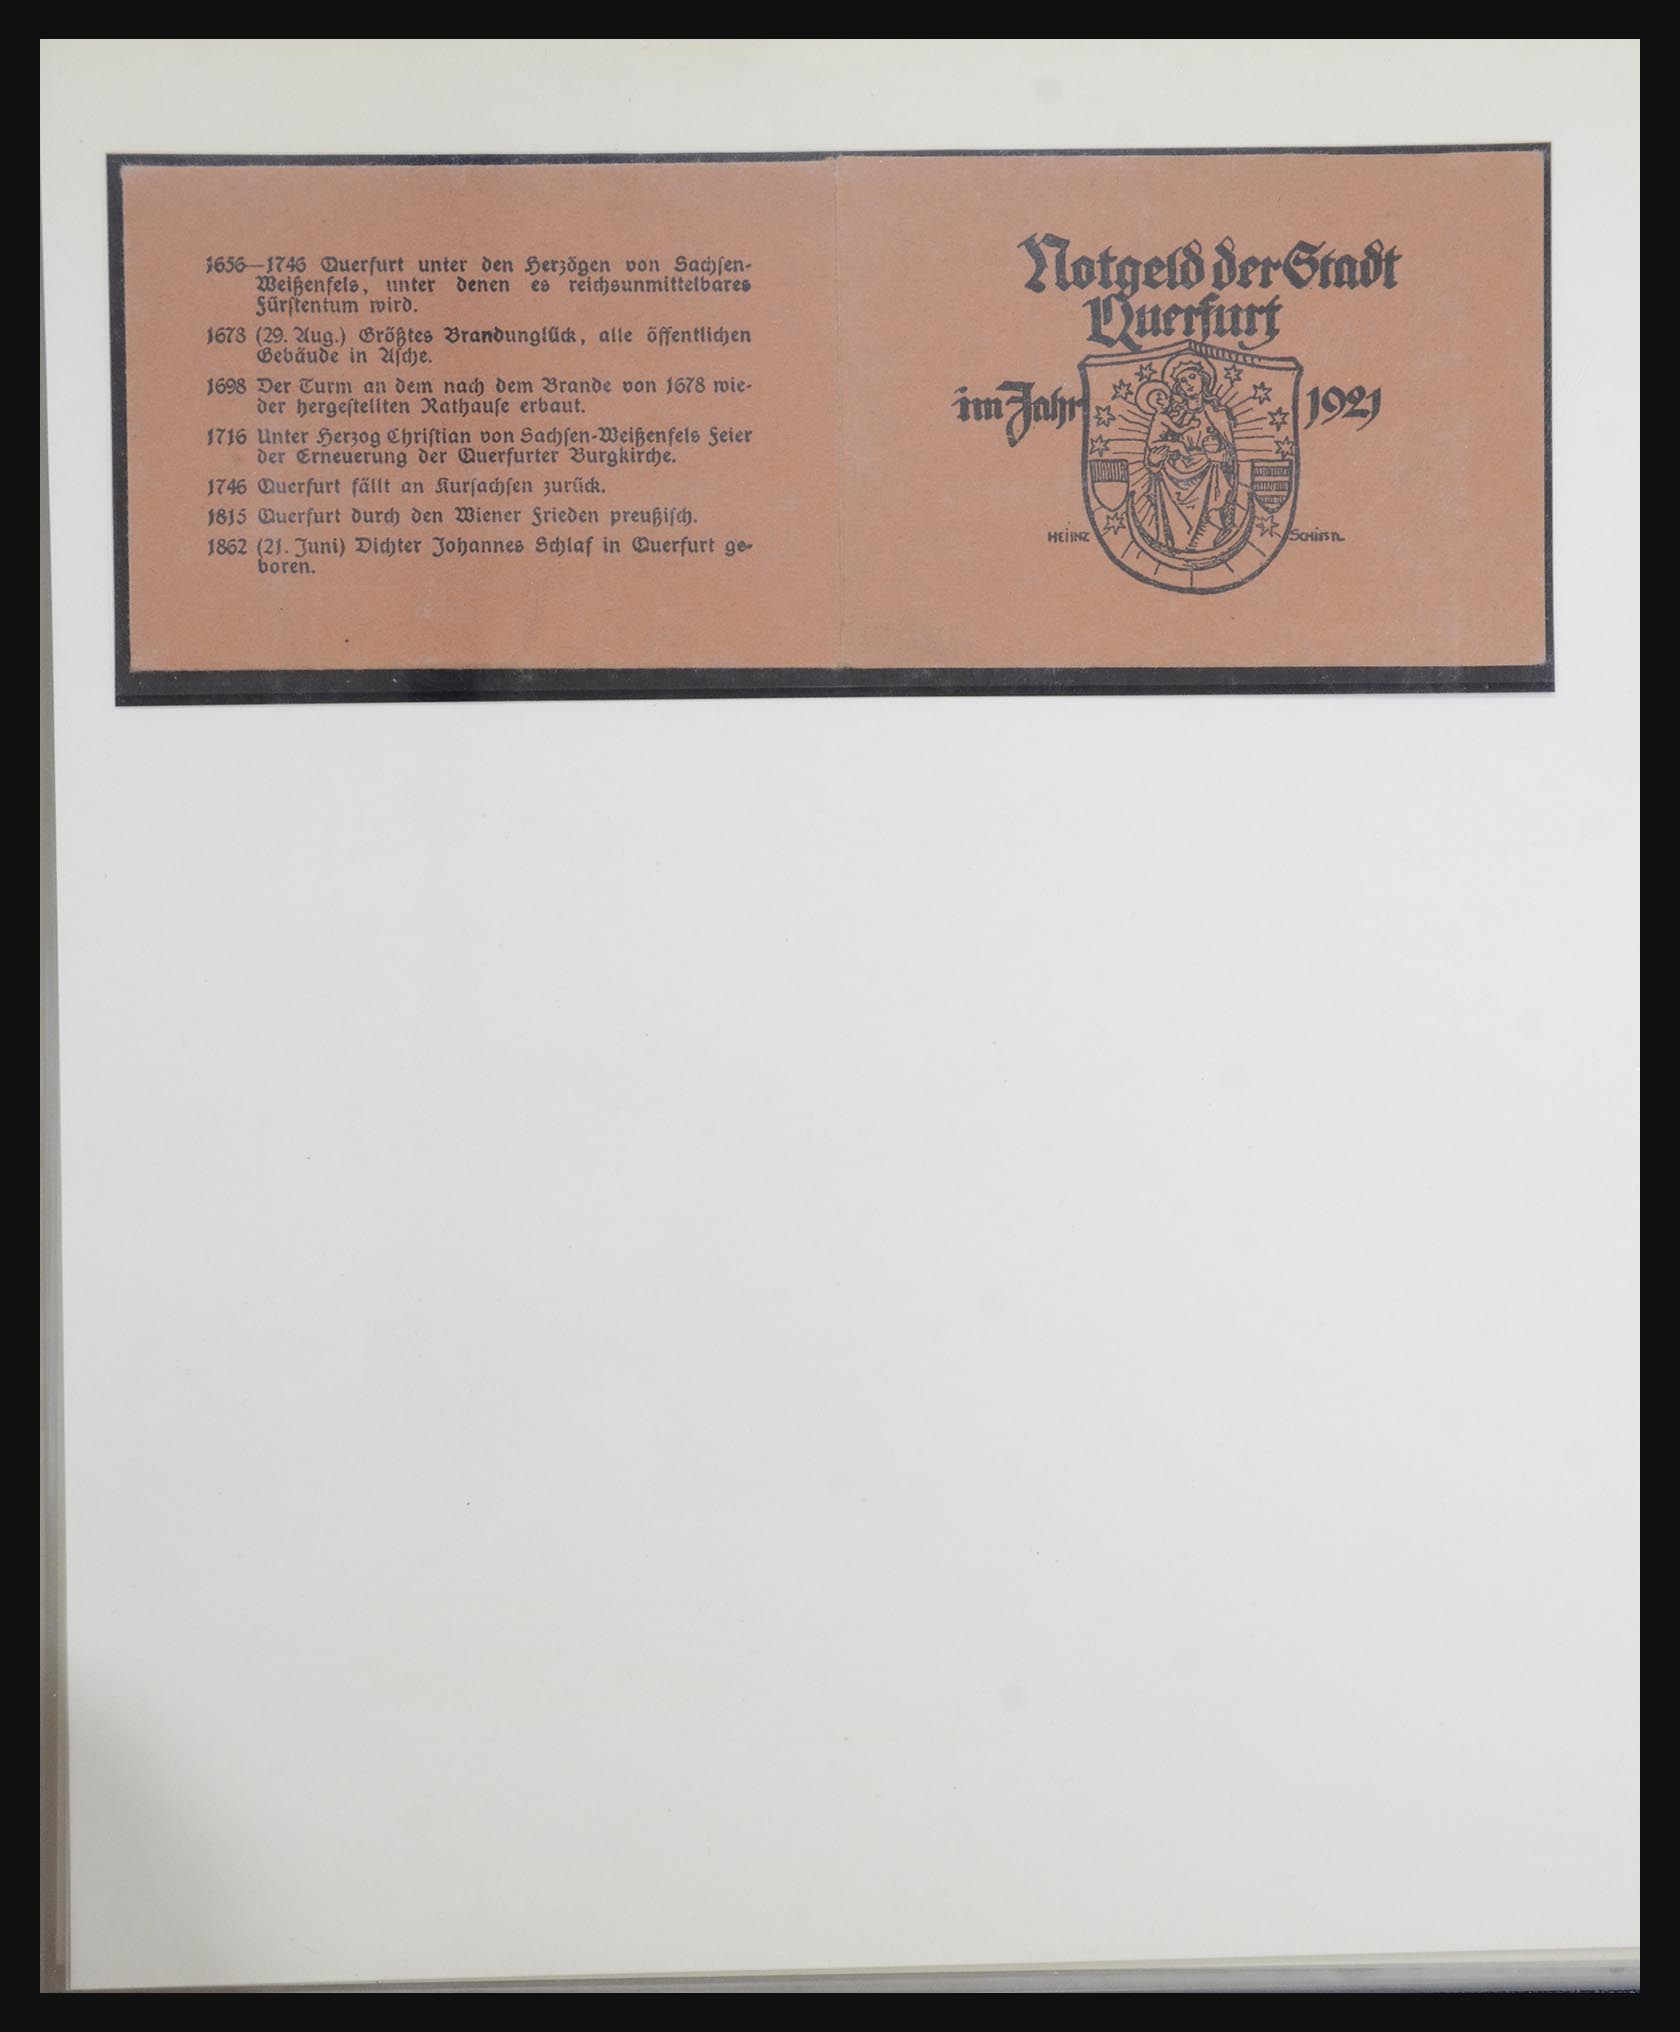 1656—1746 Querfurt unter den Herzögen von Sachsen-
Weißenfels, unter denen es reichsunmittelbares
Fürstentum wird.
1678 (29. Aug.) Größtes Brandunglück, alle öffentlichen
Gebäude in Asche.
1698 Der Turm an dem nach dem Brande von 1678 wie-
der hergestellten Rathause erbaut.
1716 Unter Herzog Christian von Sachsen-Weißenfels Feier
der Erneuerung der Querfurter Burgkirche.
1746 Querfurt fällt an Kursachsen zurück.
1815 Querfurt durch den Wiener Frieden preußisch.
1862 (21. Juni) Dichter Johannes Schlaf in Querfurt ge-
boren.
Notgeld der Stadt
Querfurt
im Jahr 1921
HEINZ SCHIESTL